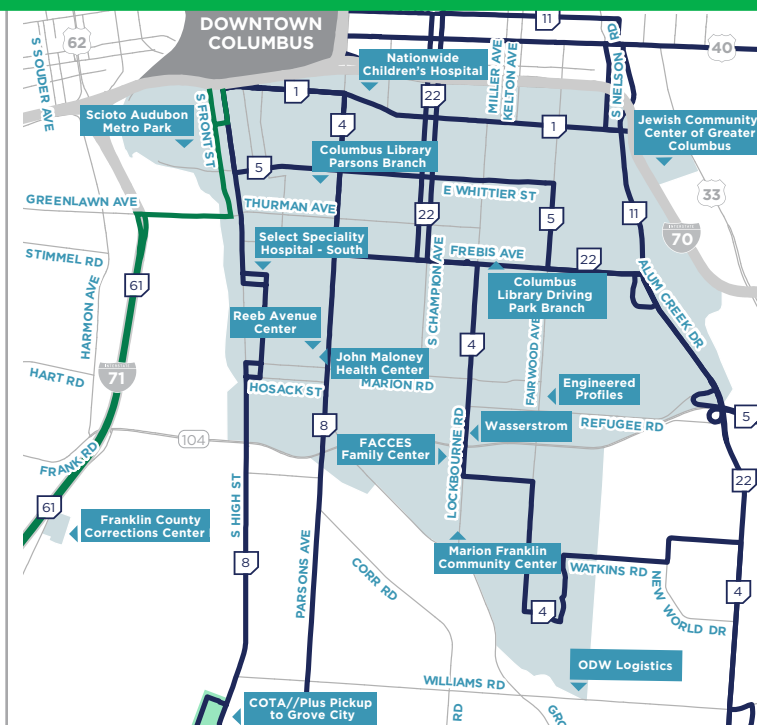 11
DOWNTOWN
COLUMBUS
S SOUDER AVE
62
S NELSON RD
40
MILLER AVE
KELTON AVE
Nationwide
Children's Hospital
1
22
Scioto Audubon
Metro Park
S FRONT ST
4
1
Jewish Community
Center of Greater
Columbus
Columbus Library
Parsons Branch
5
E WHITTIER ST
33
GREENLAWN AVE
THURMAN AVE
22
5
11
70
Select Speciality
Hospital - South
FREBIS AVE
22
STIMMEL RD
61
HARMON AVE
S CHAMPION AVE
Columbus
Library Driving
Park Branch
ALUM CREEK DR
Reeb Avenue
Center
4
FAIRWOOD AVE
John Maloney
Health Center
HART RD
INTERSTATE
71
HOSACK ST
MARION RD
Engineered
Profiles
5
8
Wasserstrom
REFUGEE RD
104
FACCES
Family Center
LOCKBOURNE RD
FRANK RD
22
61
S HIGH ST
Franklin County
Corrections Center
Marion Franklin
Community Center
8
PARSONS AVE
CORR RD
WATKINS RD
NEW WORLD DR
4
4
ODW Logistics
WILLIAMS RD
COTA//Plus Pickup
to Grove City
RD
GRO